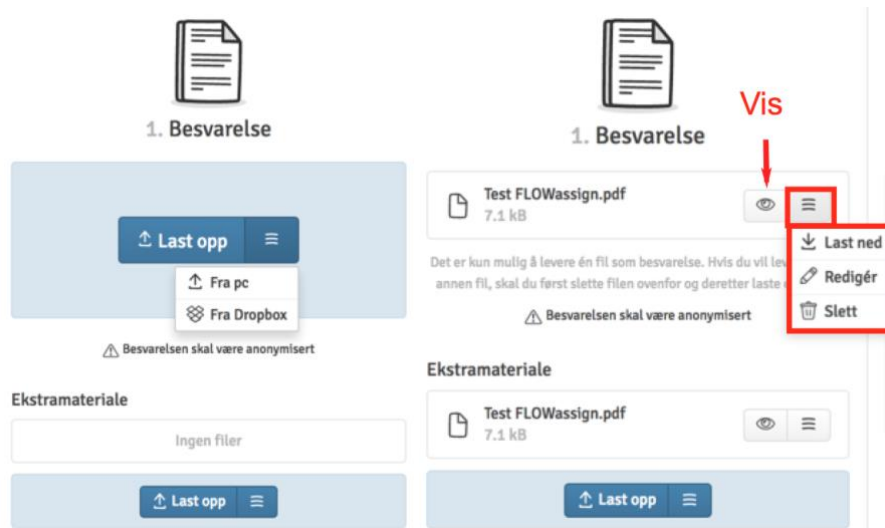 1. Besvarelse
Last opp
Fra pc
Fra Dropbox
Besvarelsen skal være anonymisert
Ekstramateriale
Ingen filer
Last opp
Vis
1. Besvarelse
Test FLOWassign.pdf
7.1 kB
Last ned
Redigér
Slett
Det er kun mulig å levere én fil som besvarelse. Hvis du vil
annen fil, skal du først slette filen ovenfor og deretter laste
Besvarelsen skal være anonymisert
Ekstramateriale
Test FLOWassign.pdf
7.1 kB
Last opp